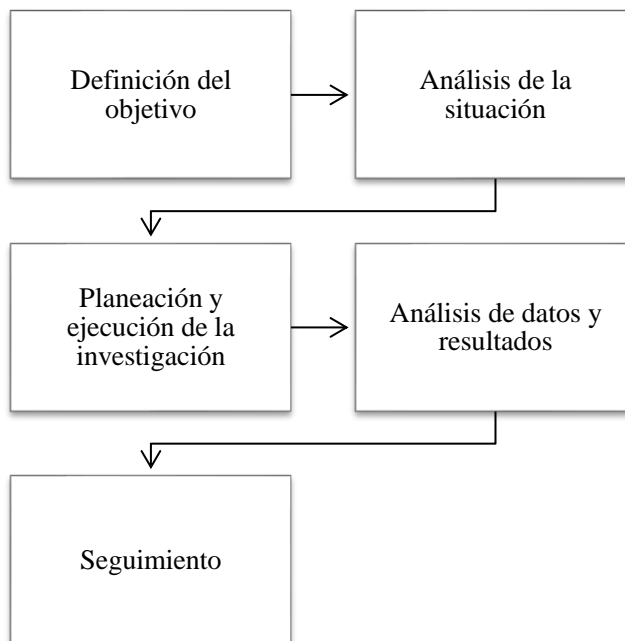 Definición del
objetivo
Análisis de la
situación
Planeación y
ejecución de la
investigación
Análisis de datos y
resultados
Seguimiento